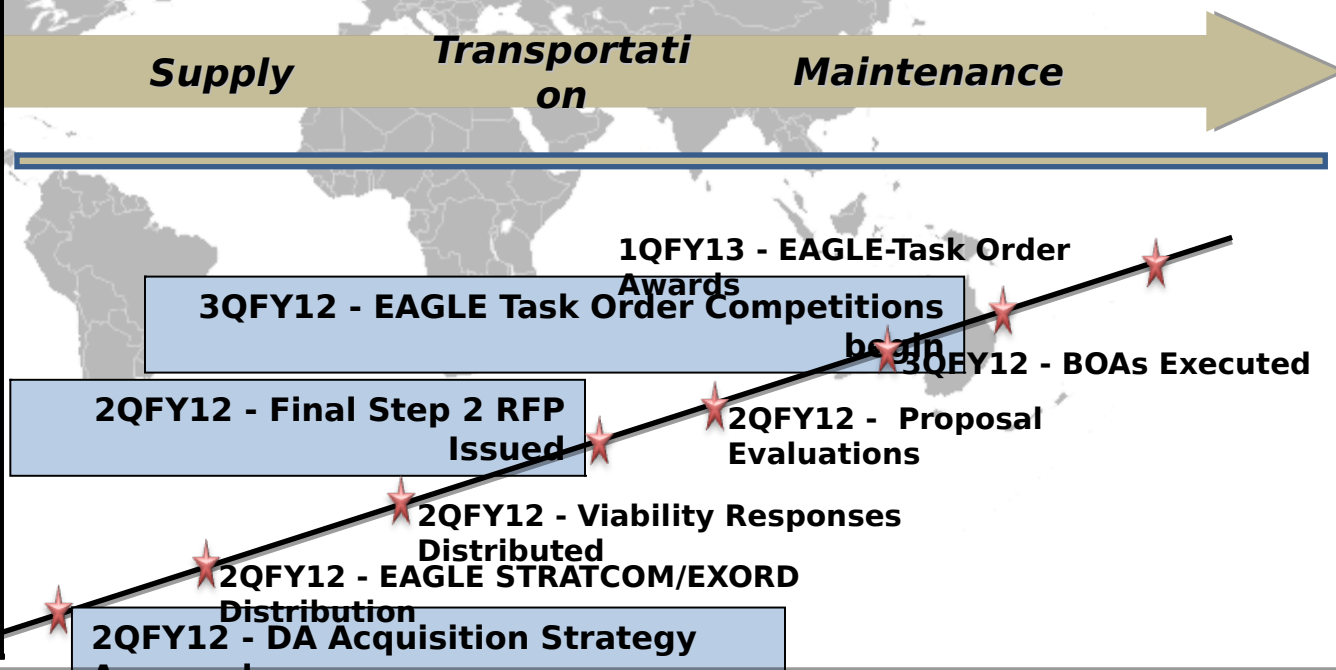 Supply
Transportati
on
Maintenance
1QFY13 - EAGLE-Task Order
Awards
3QFY12 - EAGLE Task Order Competitions
begin
3QFY12 - BOAs Executed
2QFY12 - Final Step 2 RFP
Issued
2QFY12 - Proposal
Evaluations
2QFY12 - Viability Responses
Distributed
2QFY12 - EAGLE STRATCOM/EXORD
Distribution
2QFY12 - DA Acquisition Strategy